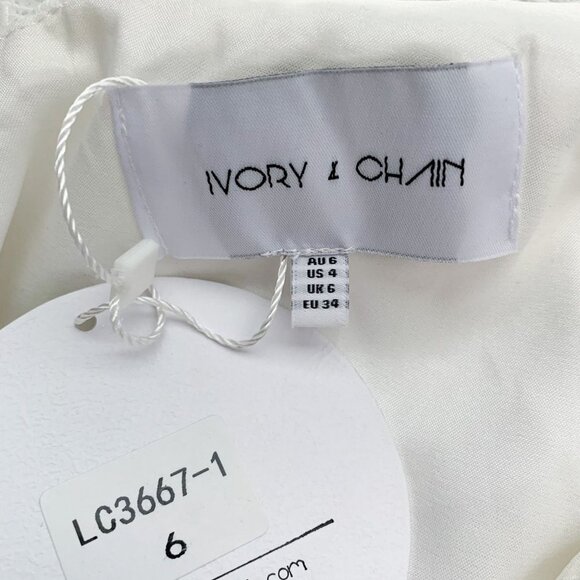 IVORY & CHAIN
AU 6
US 4
UK 6
EU 34
LC3667-1
6
.com